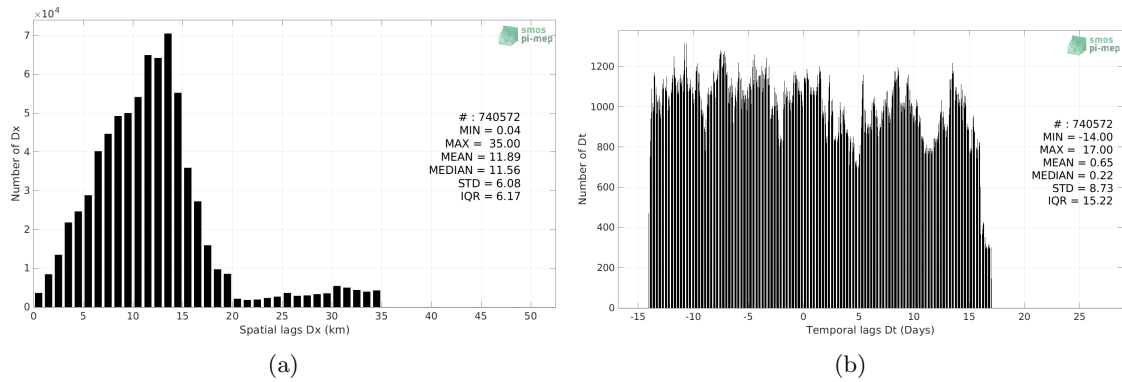 ×10⁴
7
6
5
4
3
2
1
0
Number of Dx
0 5 10 15 20 25 30 35 40 45 50
Spatial lags Dx (km)
smos
pi-mep
# : 740572
MIN = 0.04
MAX = 35.00
MEAN = 11.89
MEDIAN = 11.56
STD = 6.08
IQR = 6.17
(a)
1200
1000
800
600
400
200
0
Number of Dt
-15 -10 -5 0 5 10 15 20 25
Temporal lags Dt (Days)
smos
pi-mep
# : 740572
MIN = -14.00
MAX = 17.00
MEAN = 0.65
MEDIAN = 0.22
STD = 8.73
IQR = 15.22
(b)